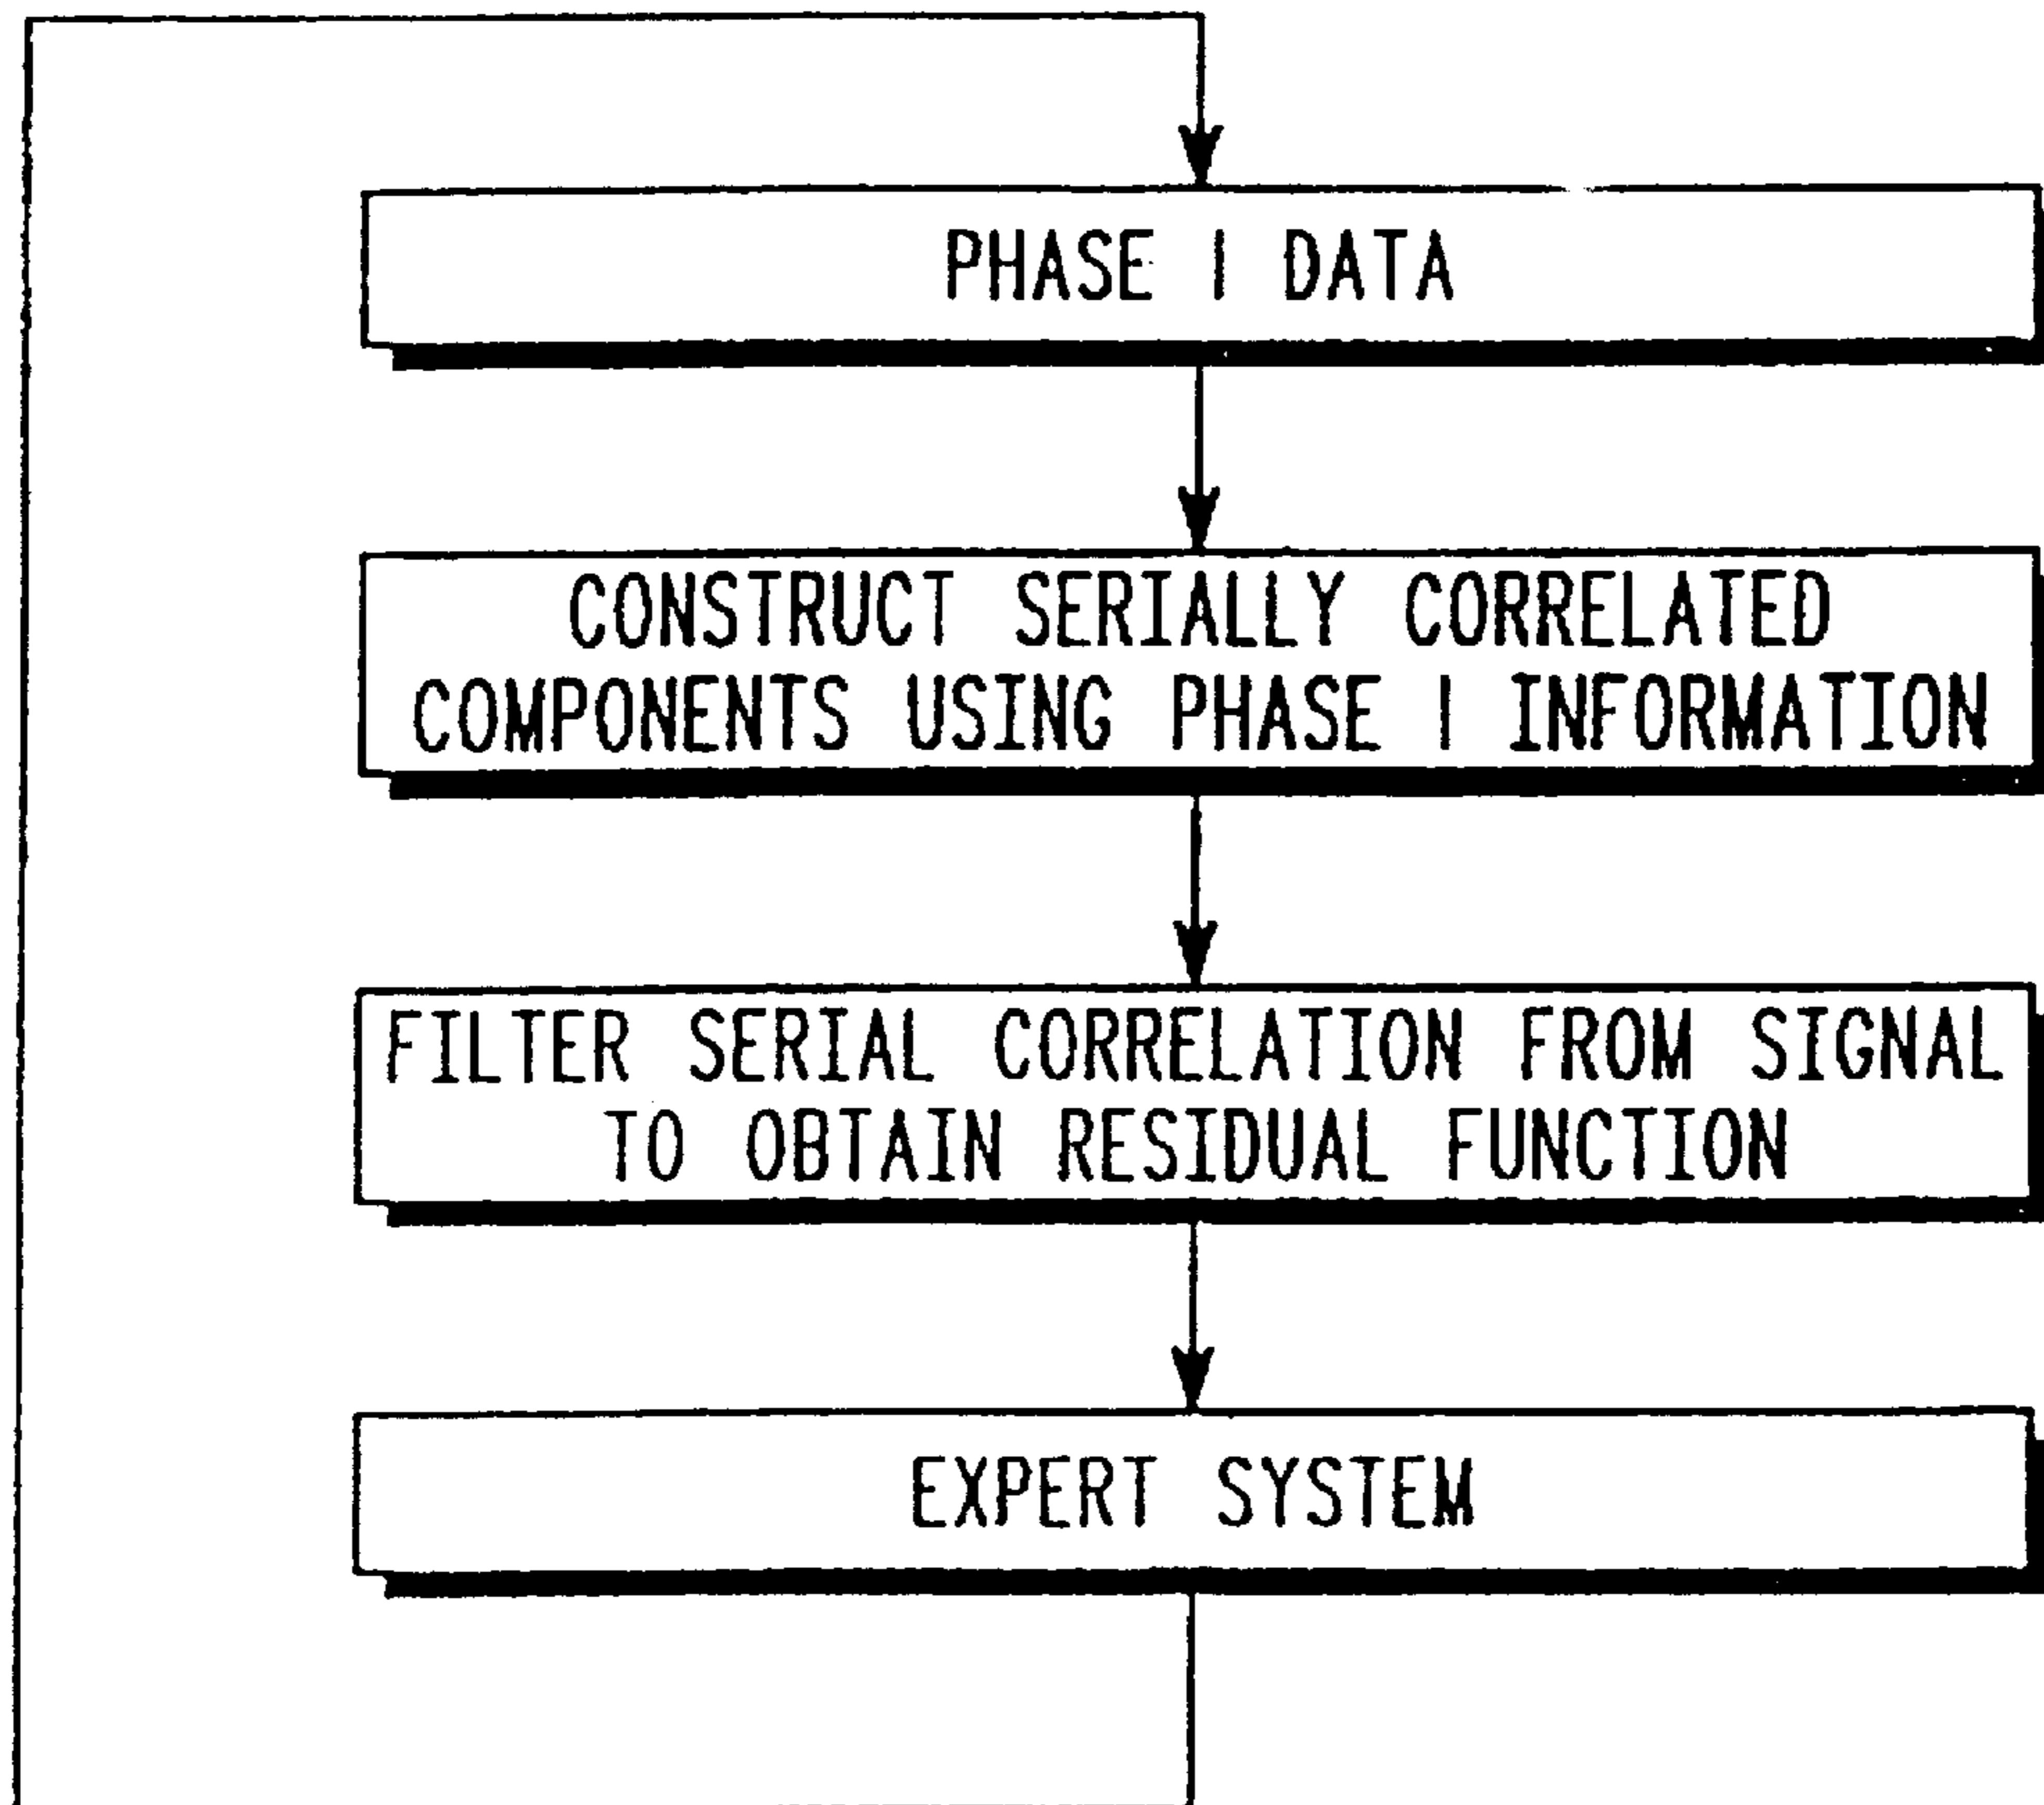 PHASE I DATA
CONSTRUCT SERIALLY CORRELATED
COMPONENTS USING PHASE I INFORMATION
FILTER SERIAL CORRELATION FROM SIGNAL
TO OBTAIN RESIDUAL FUNCTION
EXPERT SYSTEM